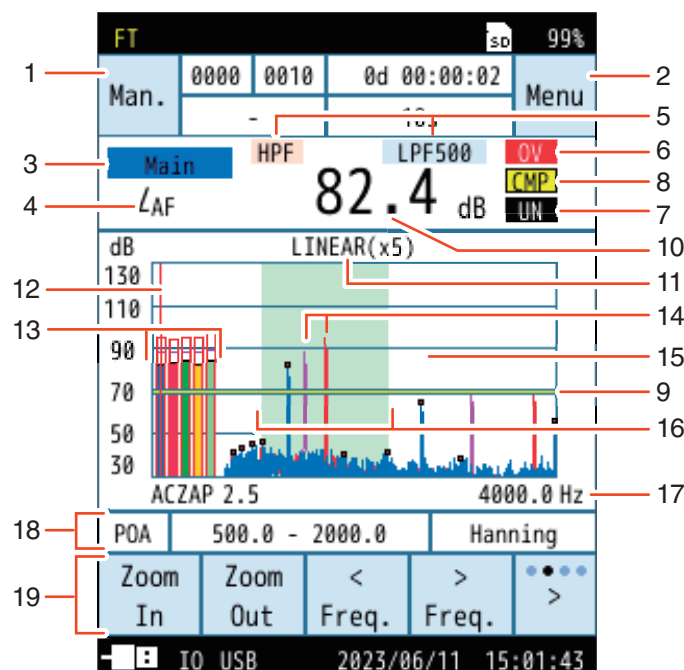 FT SD 99%
1 Man. 0000 0010 0d 00:00:02 Menu 2
- 10s
5
3 Main HPF LPF500 OV 6
CMP 8
4 LAF 82.4 dB UN 7
10
dB LINEAR(x5)
11
130
12
110
13 14
90 15
70 9
50 16
30
ACZAP 2.5 4000.0 Hz 17
18 POA 500.0 - 2000.0 Hanning
19 Zoom In Zoom Out < Freq. > Freq. >
IO USB 2023/06/11 15:01:43